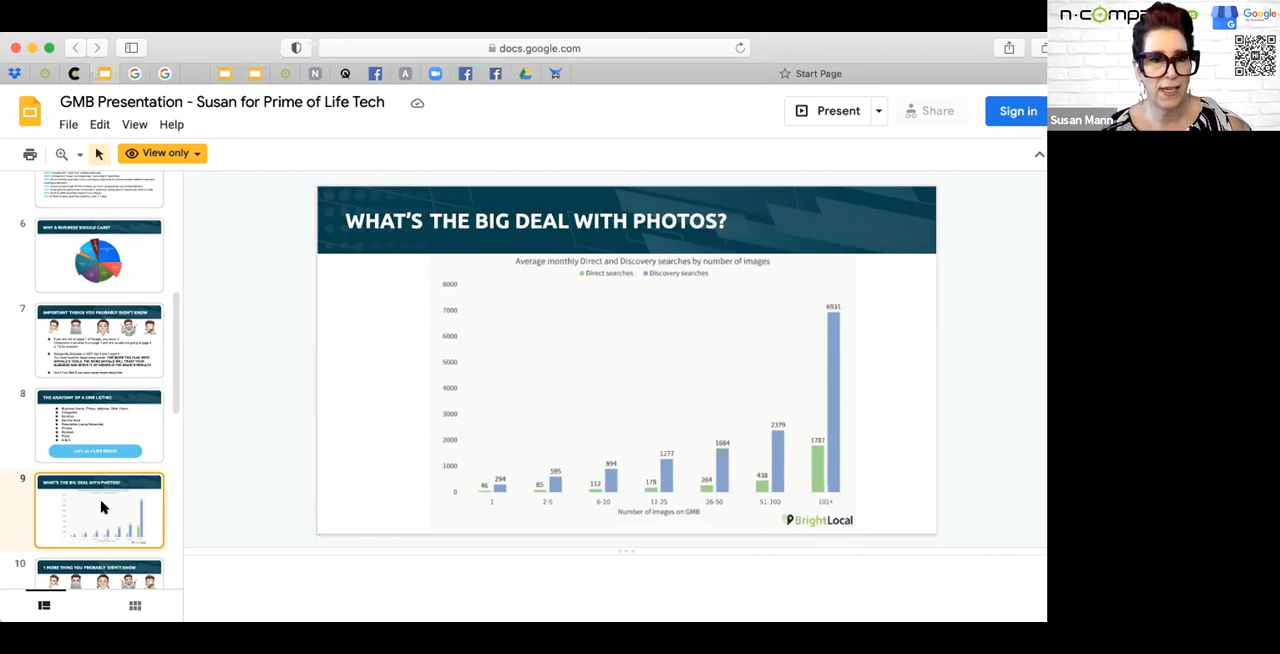 n·comp
Google
Susan Mann
docs.google.com
Start Page
GMB Presentation - Susan for Prime of Life Tech
File Edit View Help
Present
Share
Sign in
View only
6
WHY A BUSINESS SHOULD CARE?
7
IMPORTANT THINGS YOU PROBABLY DIDN'T KNOW
8
THE ANATOMY OF A GMB LISTING
9
WHAT'S THE BIG DEAL WITH PHOTOS?
10
1 MORE THING YOU PROBABLY DIDN'T KNOW
WHAT'S THE BIG DEAL WITH PHOTOS?
Average monthly Direct and Discovery searches by number of images
Direct searches Discovery searches
8000
7000
6000
5000
4000
3000
2000
1000
0
46 294
85 595
112 894
178 1277
264 1684
438 2379
1787 6931
1 2-5 6-10 11-25 26-50 51-100 101+
Number of images on GMB
BrightLocal